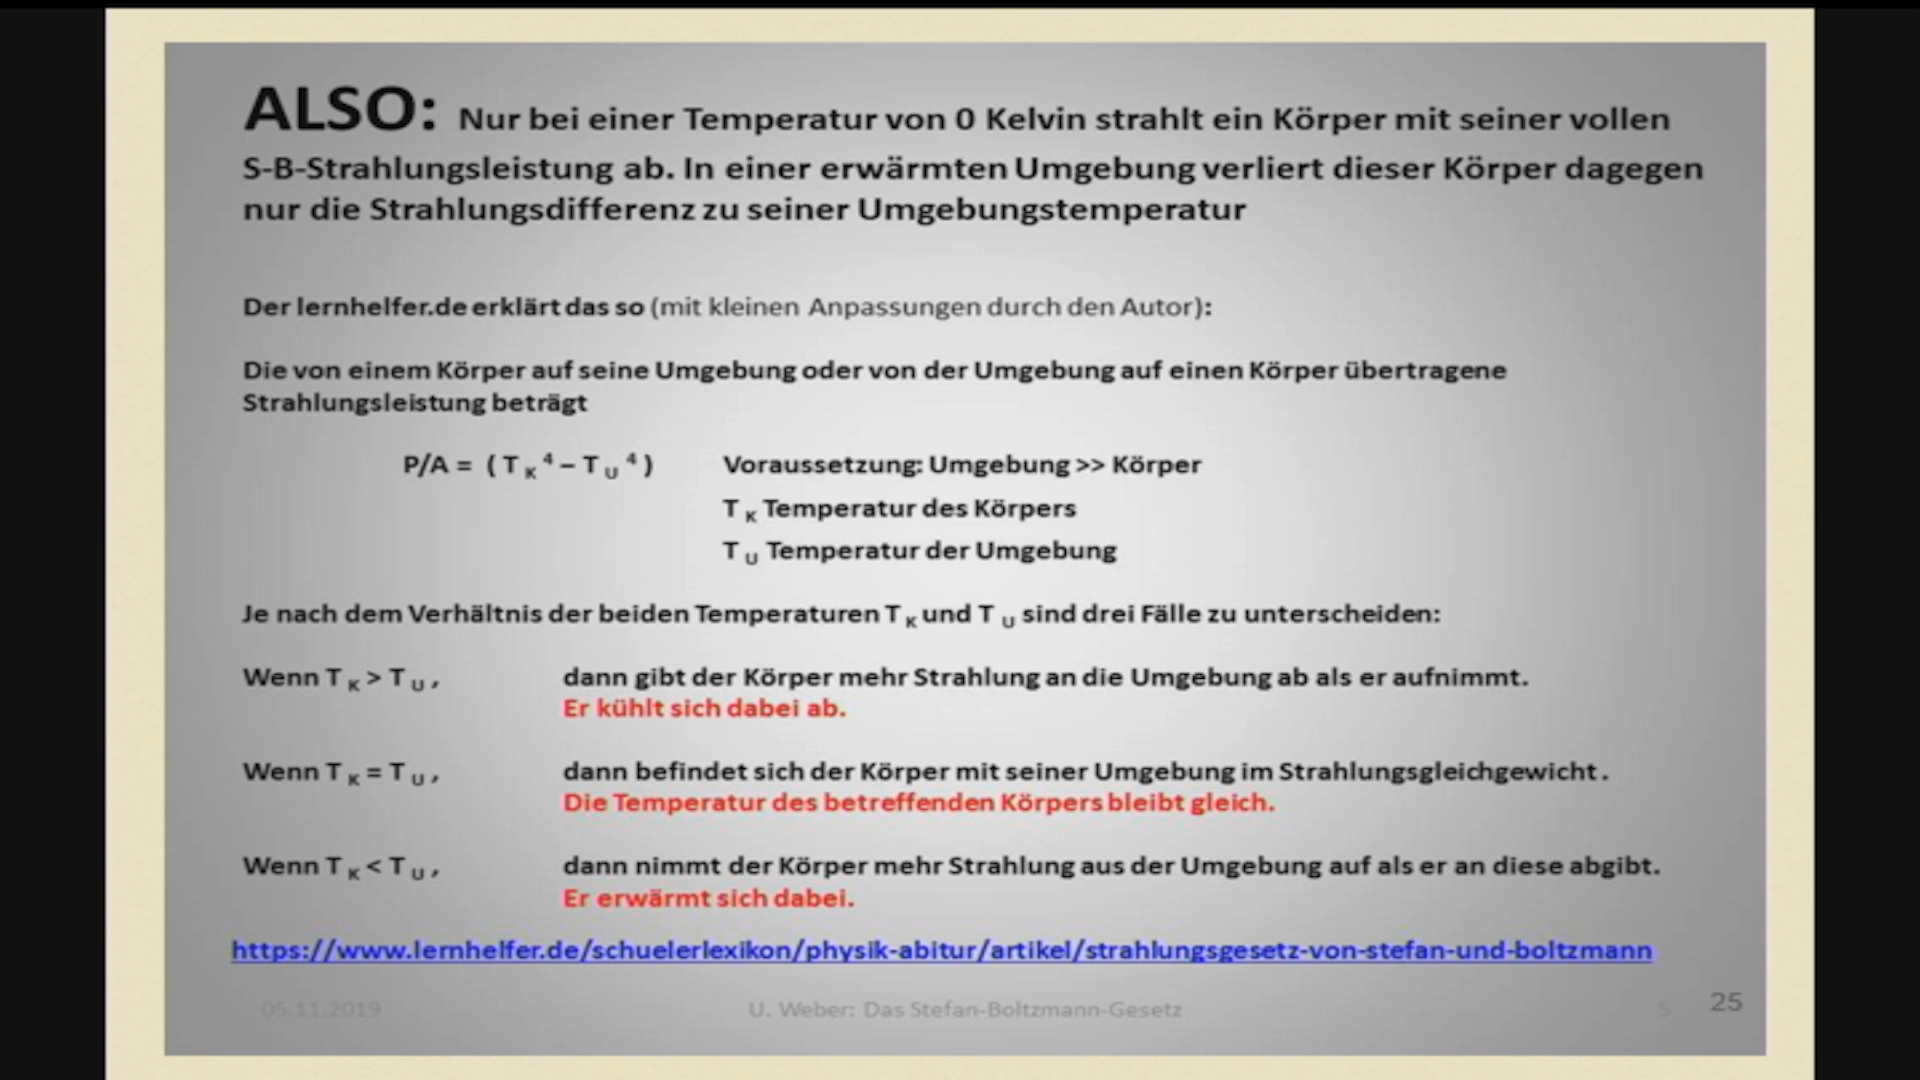 ALSO: Nur bei einer Temperatur von 0 Kelvin strahlt ein Körper mit seiner vollen
S-B-Strahlungsleistung ab. In einer erwärmten Umgebung verliert dieser Körper dagegen
nur die Strahlungsdifferenz zu seiner Umgebungstemperatur
Der lernhelfer.de erklärt das so (mit kleinen Anpassungen durch den Autor):
Die von einem Körper auf seine Umgebung oder von der Umgebung auf einen Körper übertragene
Strahlungsleistung beträgt
P/A = ( T K 4 – T U 4 ) Voraussetzung: Umgebung >> Körper
T K Temperatur des Körpers
T U Temperatur der Umgebung
Je nach dem Verhältnis der beiden Temperaturen T K und T U sind drei Fälle zu unterscheiden:
Wenn T K > T U , dann gibt der Körper mehr Strahlung an die Umgebung ab als er aufnimmt.
Er kühlt sich dabei ab.
Wenn T K = T U , dann befindet sich der Körper mit seiner Umgebung im Strahlungsgleichgewicht.
Die Temperatur des betreffenden Körpers bleibt gleich.
Wenn T K < T U , dann nimmt der Körper mehr Strahlung aus der Umgebung auf als er an diese abgibt.
Er erwärmt sich dabei.
https://www.lernhelfer.de/schuelerlexikon/physik-abitur/artikel/strahlungsgesetz-von-stefan-und-boltzmann
05.11.2019 U. Weber: Das Stefan-Boltzmann-Gesetz 5 25